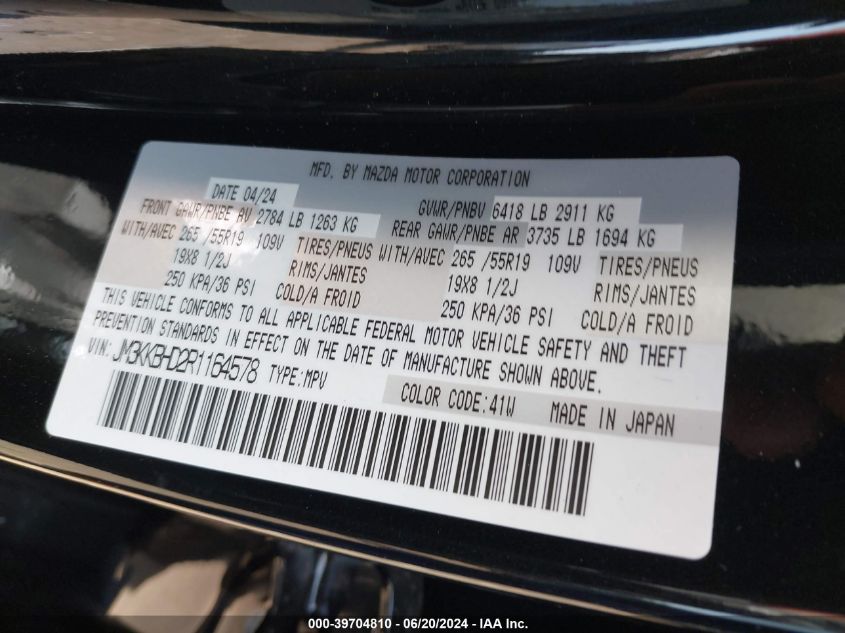 MFD. BY MAZDA MOTOR CORPORATION
DATE 04/24 GVWR/PNBV 6418 LB 2911 KG
FRONT GAWR/PNBE AV 2784 LB 1263 KG REAR GAWR/PNBE AR 3735 LB 1694 KG
WITH/AVEC 265 /55R19 109V TIRES/PNEUS WITH/AVEC 265 /55R19 109V TIRES/PNEUS
19X8 1/2J RIMS/JANTES 19X8 1/2J RIMS/JANTES
250 KPA/36 PSI COLD/A FROID 250 KPA/36 PSI COLD/A FROID
THIS VEHICLE CONFORMS TO ALL APPLICABLE FEDERAL MOTOR VEHICLE SAFETY AND THEFT
PREVENTION STANDARDS IN EFFECT ON THE DATE OF MANUFACTURE SHOWN ABOVE.
VIN: JM3KKBHD2R1164578 TYPE:MPV
COLOR CODE:41W MADE IN JAPAN
000-39704810 - 06/20/2024 - IAA Inc.